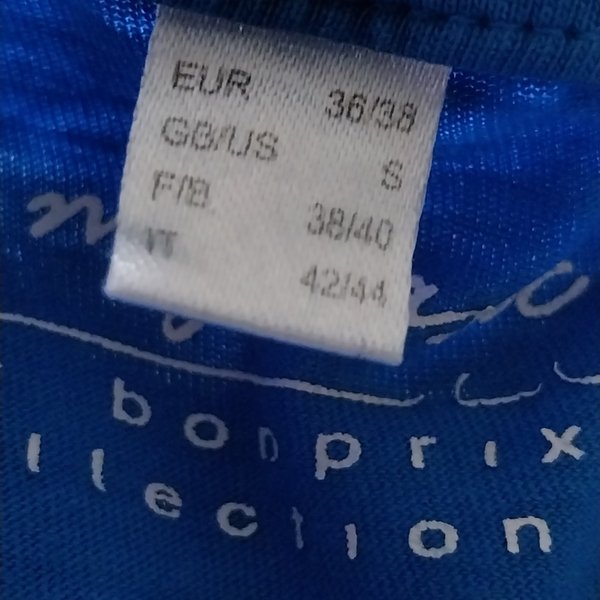 EUR 36/38
GB/US S
F/B 38/40
IT 42/44
bonprix
llection